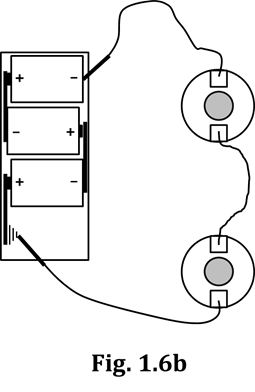 + −
− +
+ −
Fig. 1.6b